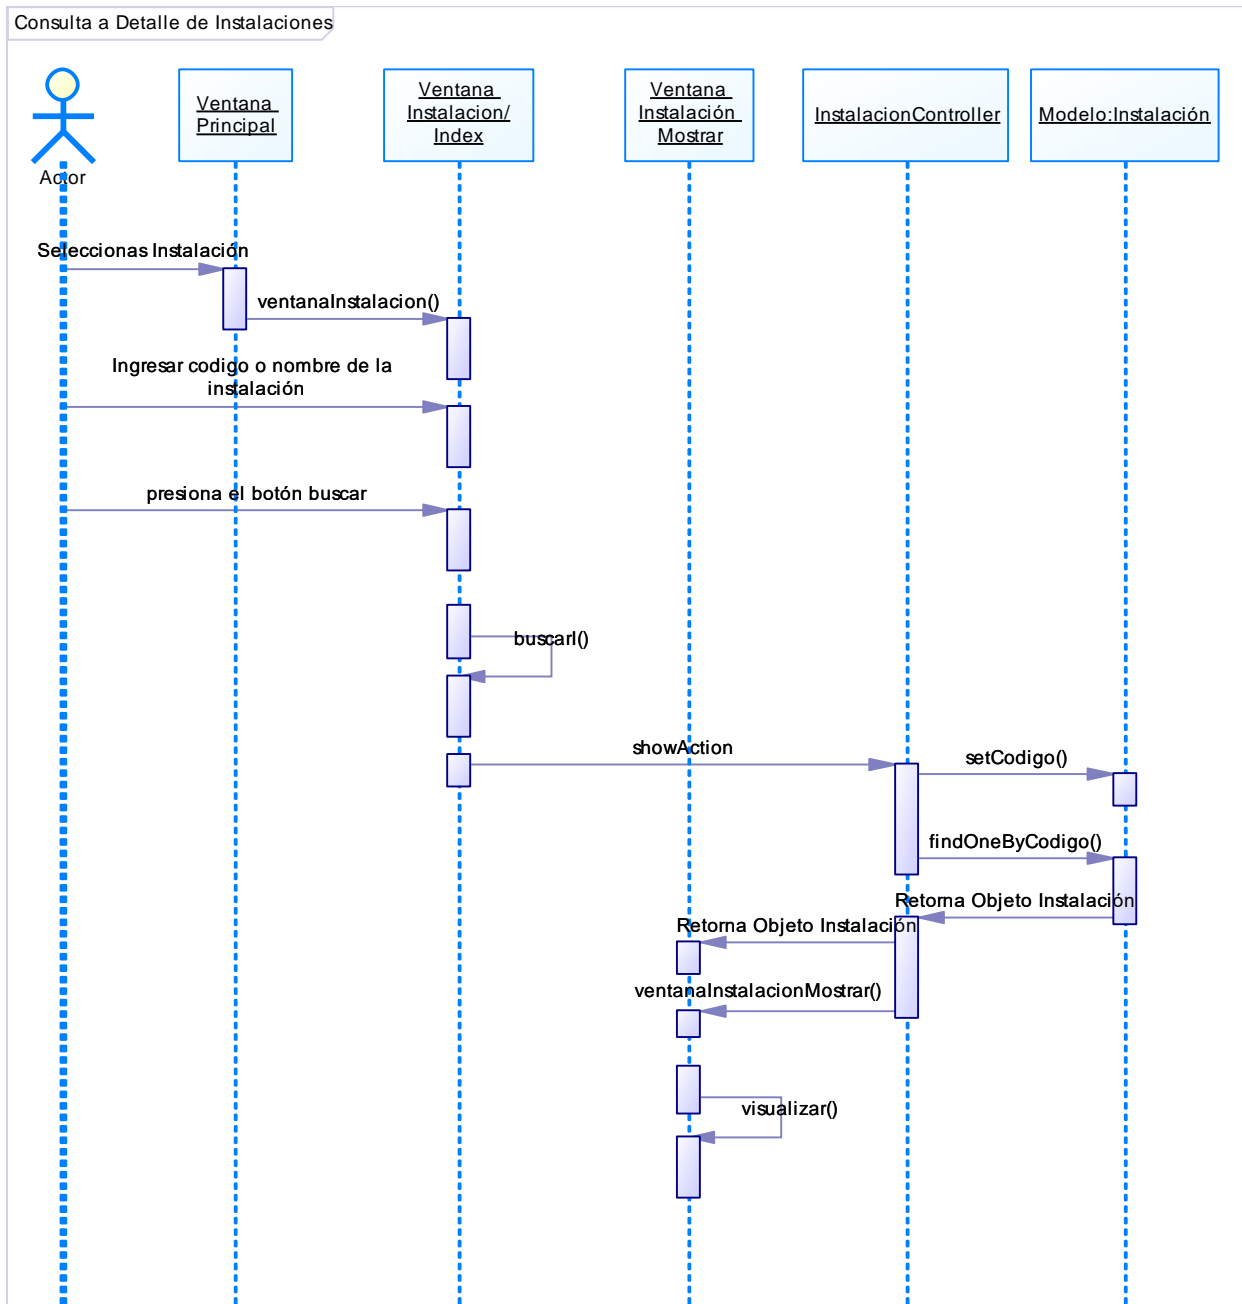 Consulta a Detalle de Instalaciones
Actor
Ventana
Principal
Ventana
Instalacion/
Index
Ventana
Instalación
Mostrar
InstalacionController
Modelo:Instalación
Seleccionas Instalación
ventanaInstalacion()
Ingresar codigo o nombre de la
instalación
presiona el botón buscar
buscarI()
showAction
setCodigo()
findOneByCodigo()
Retorna Objeto Instalación
Retorna Objeto Instalación
ventanaInstalacionMostrar()
visualizar()